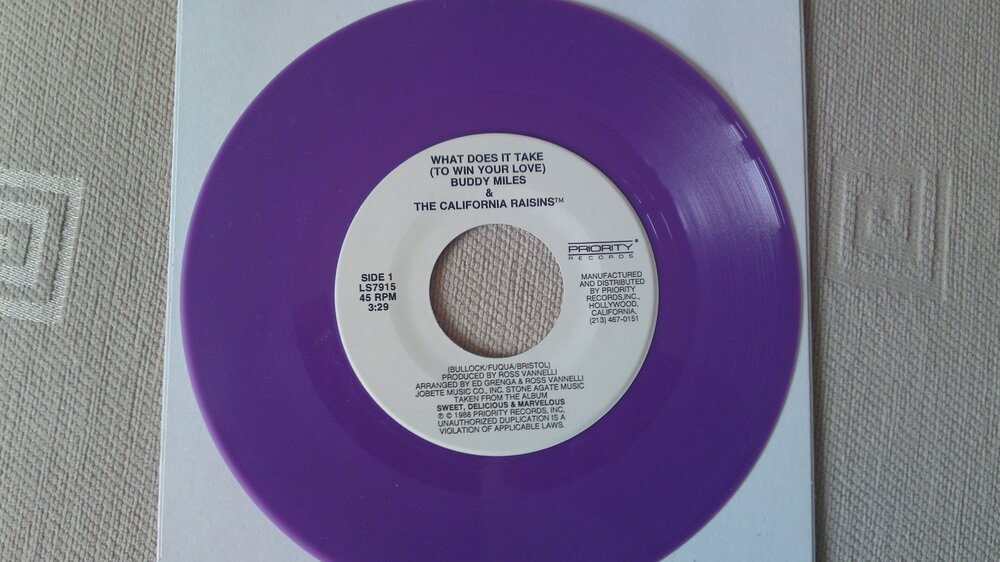 WHAT DOES IT TAKE
(TO WIN YOUR LOVE)
BUDDY MILES
&
THE CALIFORNIA RAISINS™
SIDE 1
LS7915
45 RPM
3:29
PRIORITY®
RECORDS
MANUFACTURED
AND DISTRIBUTED
BY PRIORITY
RECORDS,INC.,
HOLLYWOOD,
CALIFORNIA,
(213) 467-0151
(BULLOCK/FUQUA/BRISTOL)
PRODUCED BY ROSS VANNELLI
ARRANGED BY ED GRENGA & ROSS VANNELLI
JOBETE MUSIC CO., INC. STONE AGATE MUSIC
TAKEN FROM THE ALBUM
SWEET, DELICIOUS & MARVELOUS
℗ © 1988 PRIORITY RECORDS, INC.
UNAUTHORIZED DUPLICATION IS A
VIOLATION OF APPLICABLE LAWS.